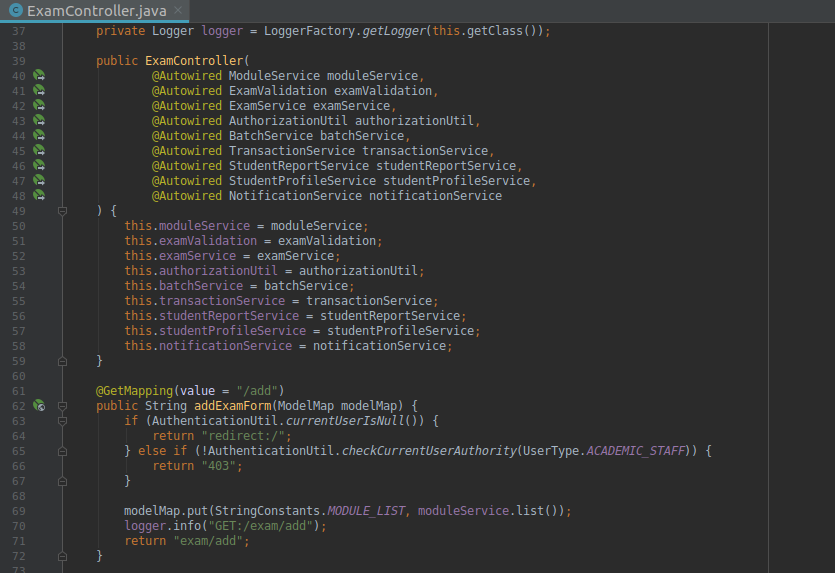 ExamController.java
37 private Logger logger = LoggerFactory.getLogger(this.getClass());
38
39 public ExamController(
40 @Autowired ModuleService moduleService,
41 @Autowired ExamValidation examValidation,
42 @Autowired ExamService examService,
43 @Autowired AuthorizationUtil authorizationUtil,
44 @Autowired BatchService batchService,
45 @Autowired TransactionService transactionService,
46 @Autowired StudentReportService studentReportService,
47 @Autowired StudentProfileService studentProfileService,
48 @Autowired NotificationService notificationService
49 ) {
50 this.moduleService = moduleService;
51 this.examValidation = examValidation;
52 this.examService = examService;
53 this.authorizationUtil = authorizationUtil;
54 this.batchService = batchService;
55 this.transactionService = transactionService;
56 this.studentReportService = studentReportService;
57 this.studentProfileService = studentProfileService;
58 this.notificationService = notificationService;
59 }
60
61 @GetMapping(value = "/add")
62 public String addExamForm(ModelMap modelMap) {
63 if (AuthenticationUtil.currentUserIsNull()) {
64 return "redirect:/";
65 } else if (!AuthenticationUtil.checkCurrentUserAuthority(UserType.ACADEMIC_STAFF)) {
66 return "403";
67 }
68
69 modelMap.put(StringConstants.MODULE_LIST, moduleService.list());
70 logger.info("GET:/exam/add");
71 return "exam/add";
72 }
73